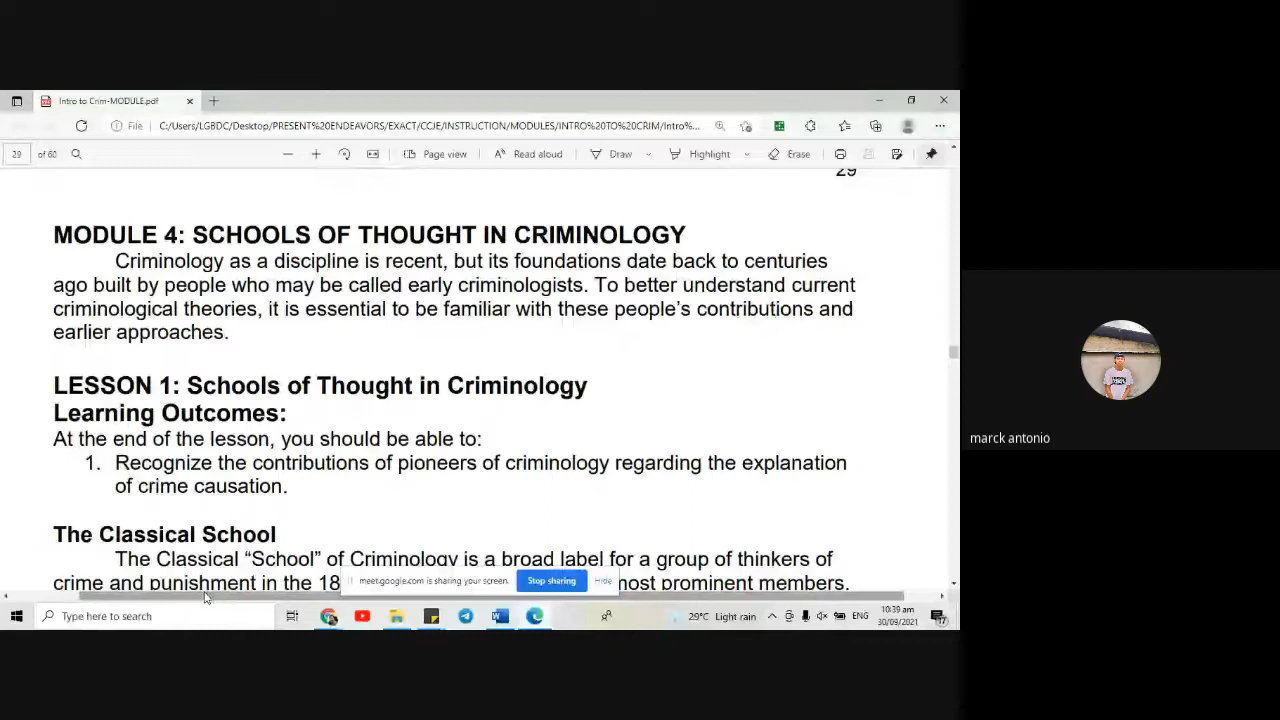 Intro to Crim-MODULE.pdf
File
C:/Users/LGBDC/Desktop/PRESENT%20ENDEAVORS/EXACT/CCJE/INSTRUCTION/MODULES/INTRO%20TO%20CRIM/Intro%...
29 of 60
Page view
Read aloud
Draw
Highlight
Erase
29
MODULE 4: SCHOOLS OF THOUGHT IN CRIMINOLOGY
Criminology as a discipline is recent, but its foundations date back to centuries
ago built by people who may be called early criminologists. To better understand current
criminological theories, it is essential to be familiar with these people’s contributions and
earlier approaches.
LESSON 1: Schools of Thought in Criminology
Learning Outcomes:
At the end of the lesson, you should be able to:
1. Recognize the contributions of pioneers of criminology regarding the explanation
of crime causation.
The Classical School
The Classical “School” of Criminology is a broad label for a group of thinkers of
crime and punishment in the 18 most prominent members.
meet.google.com is sharing your screen.
Stop sharing
Hide
marck antonio
Type here to search
29°C Light rain
ENG
10:39 am
30/09/2021
17